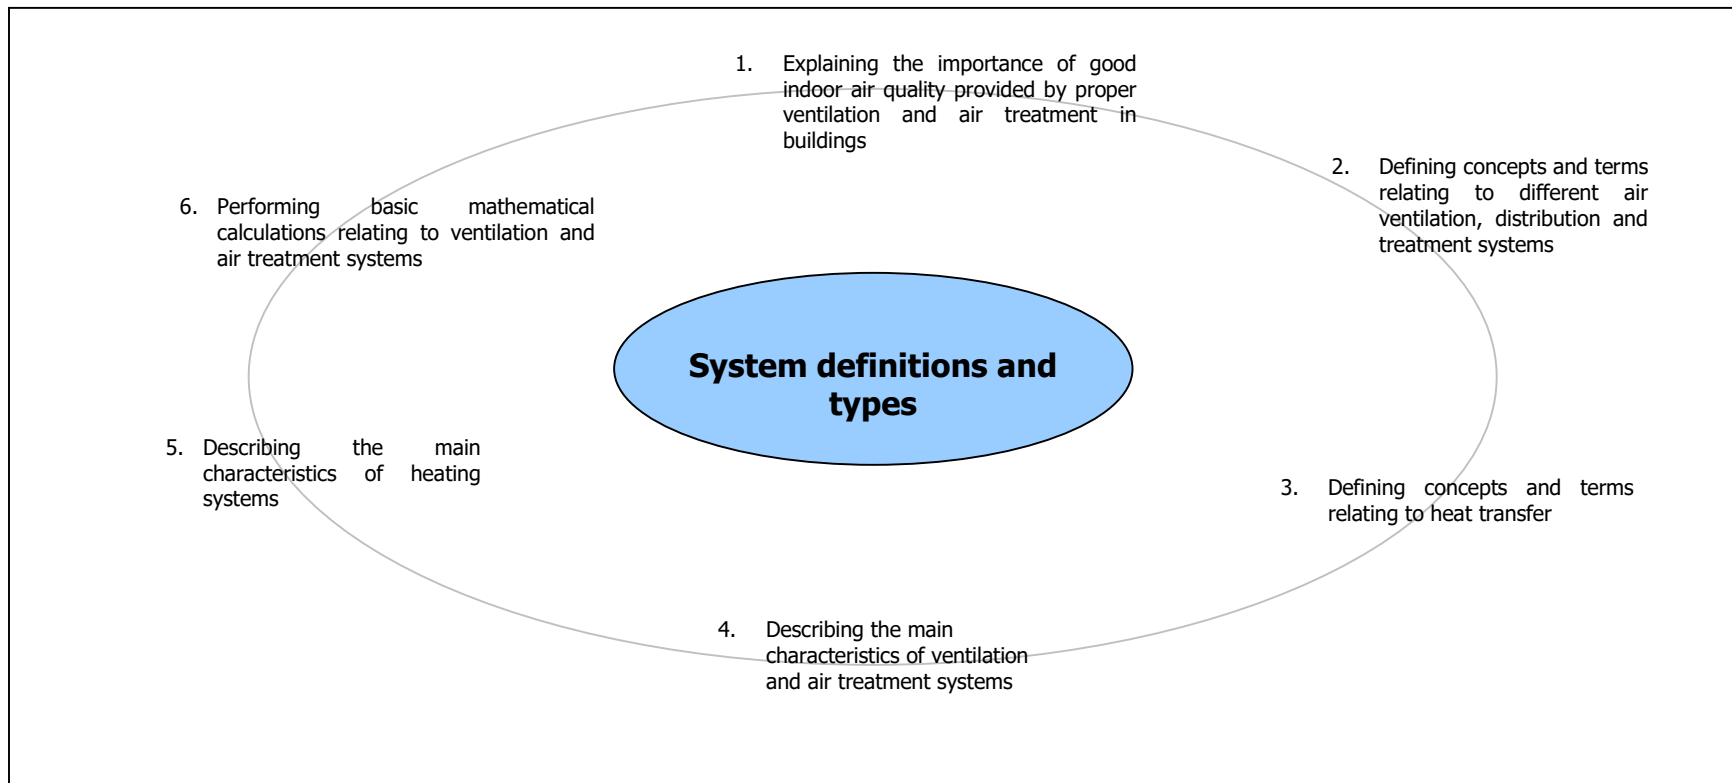 1. Explaining the importance of good
indoor air quality provided by proper
ventilation and air treatment in
buildings
2. Defining concepts and terms
relating to different air
ventilation, distribution and
treatment systems
6. Performing basic mathematical
calculations relating to ventilation and
air treatment systems
System definitions and
types
5. Describing the main
characteristics of heating
systems
3. Defining concepts and terms
relating to heat transfer
4. Describing the main
characteristics of ventilation
and air treatment systems